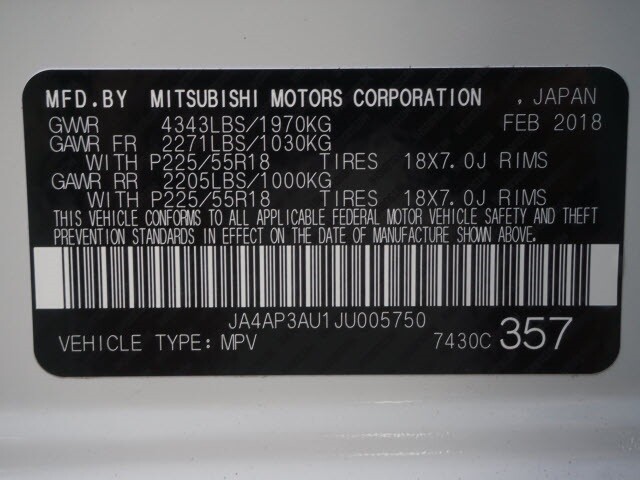 MFD.BY MITSUBISHI MOTORS CORPORATION , JAPAN
GVWR 4343LBS/1970KG FEB 2018
GAWR FR 2271LBS/1030KG
WITH P225/55R18 TIRES 18X7.0J RIMS
GAWR RR 2205LBS/1000KG
WITH P225/55R18 TIRES 18X7.0J RIMS
THIS VEHICLE CONFORMS TO ALL APPLICABLE FEDERAL MOTOR VEHICLE SAFETY AND THEFT
PREVENTION STANDARDS IN EFFECT ON THE DATE OF MANUFACTURE SHOWN ABOVE.
JA4AP3AU1JU005750
VEHICLE TYPE: MPV 7430C 357